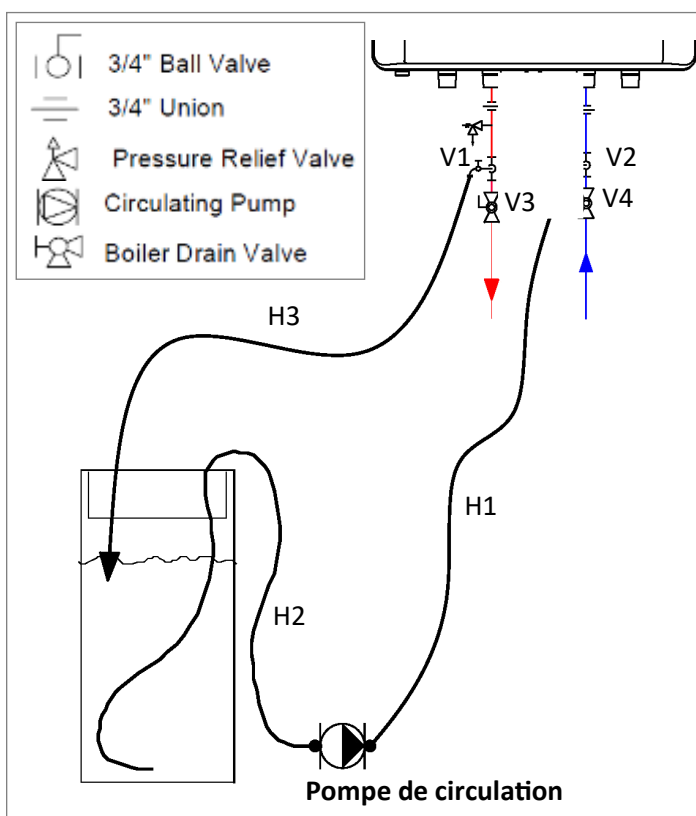 3/4" Ball Valve
3/4" Union
Pressure Relief Valve
Circulating Pump
Boiler Drain Valve
V1
V2
V3
V4
H3
H1
H2
Pompe de circulation